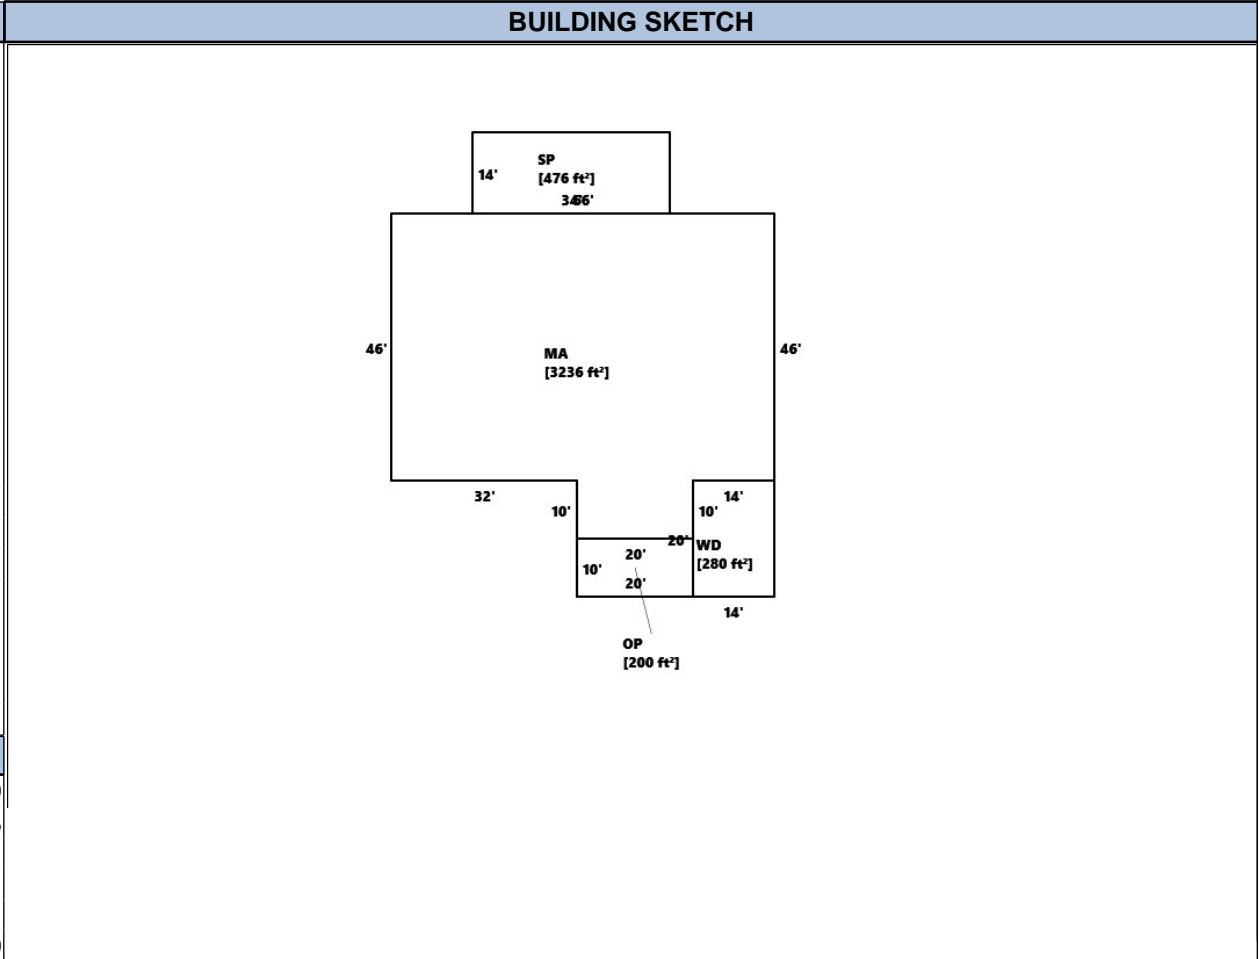 BUILDING SKETCH
SP
14'
[476 ft²]
46'
MA
46'
[3236 ft²]
32'
14'
10'
10'
20'
WD
20'
[280 ft²]
10'
20'
14'
OP
[200 ft²]